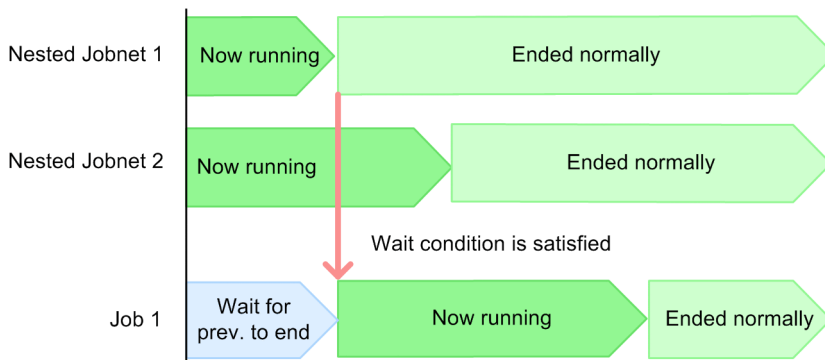 Nested Jobnet 1
Now running
Ended normally
Nested Jobnet 2
Now running
Ended normally
Wait condition is satisfied
Job 1
Wait for
prev. to end
Now running
Ended normally